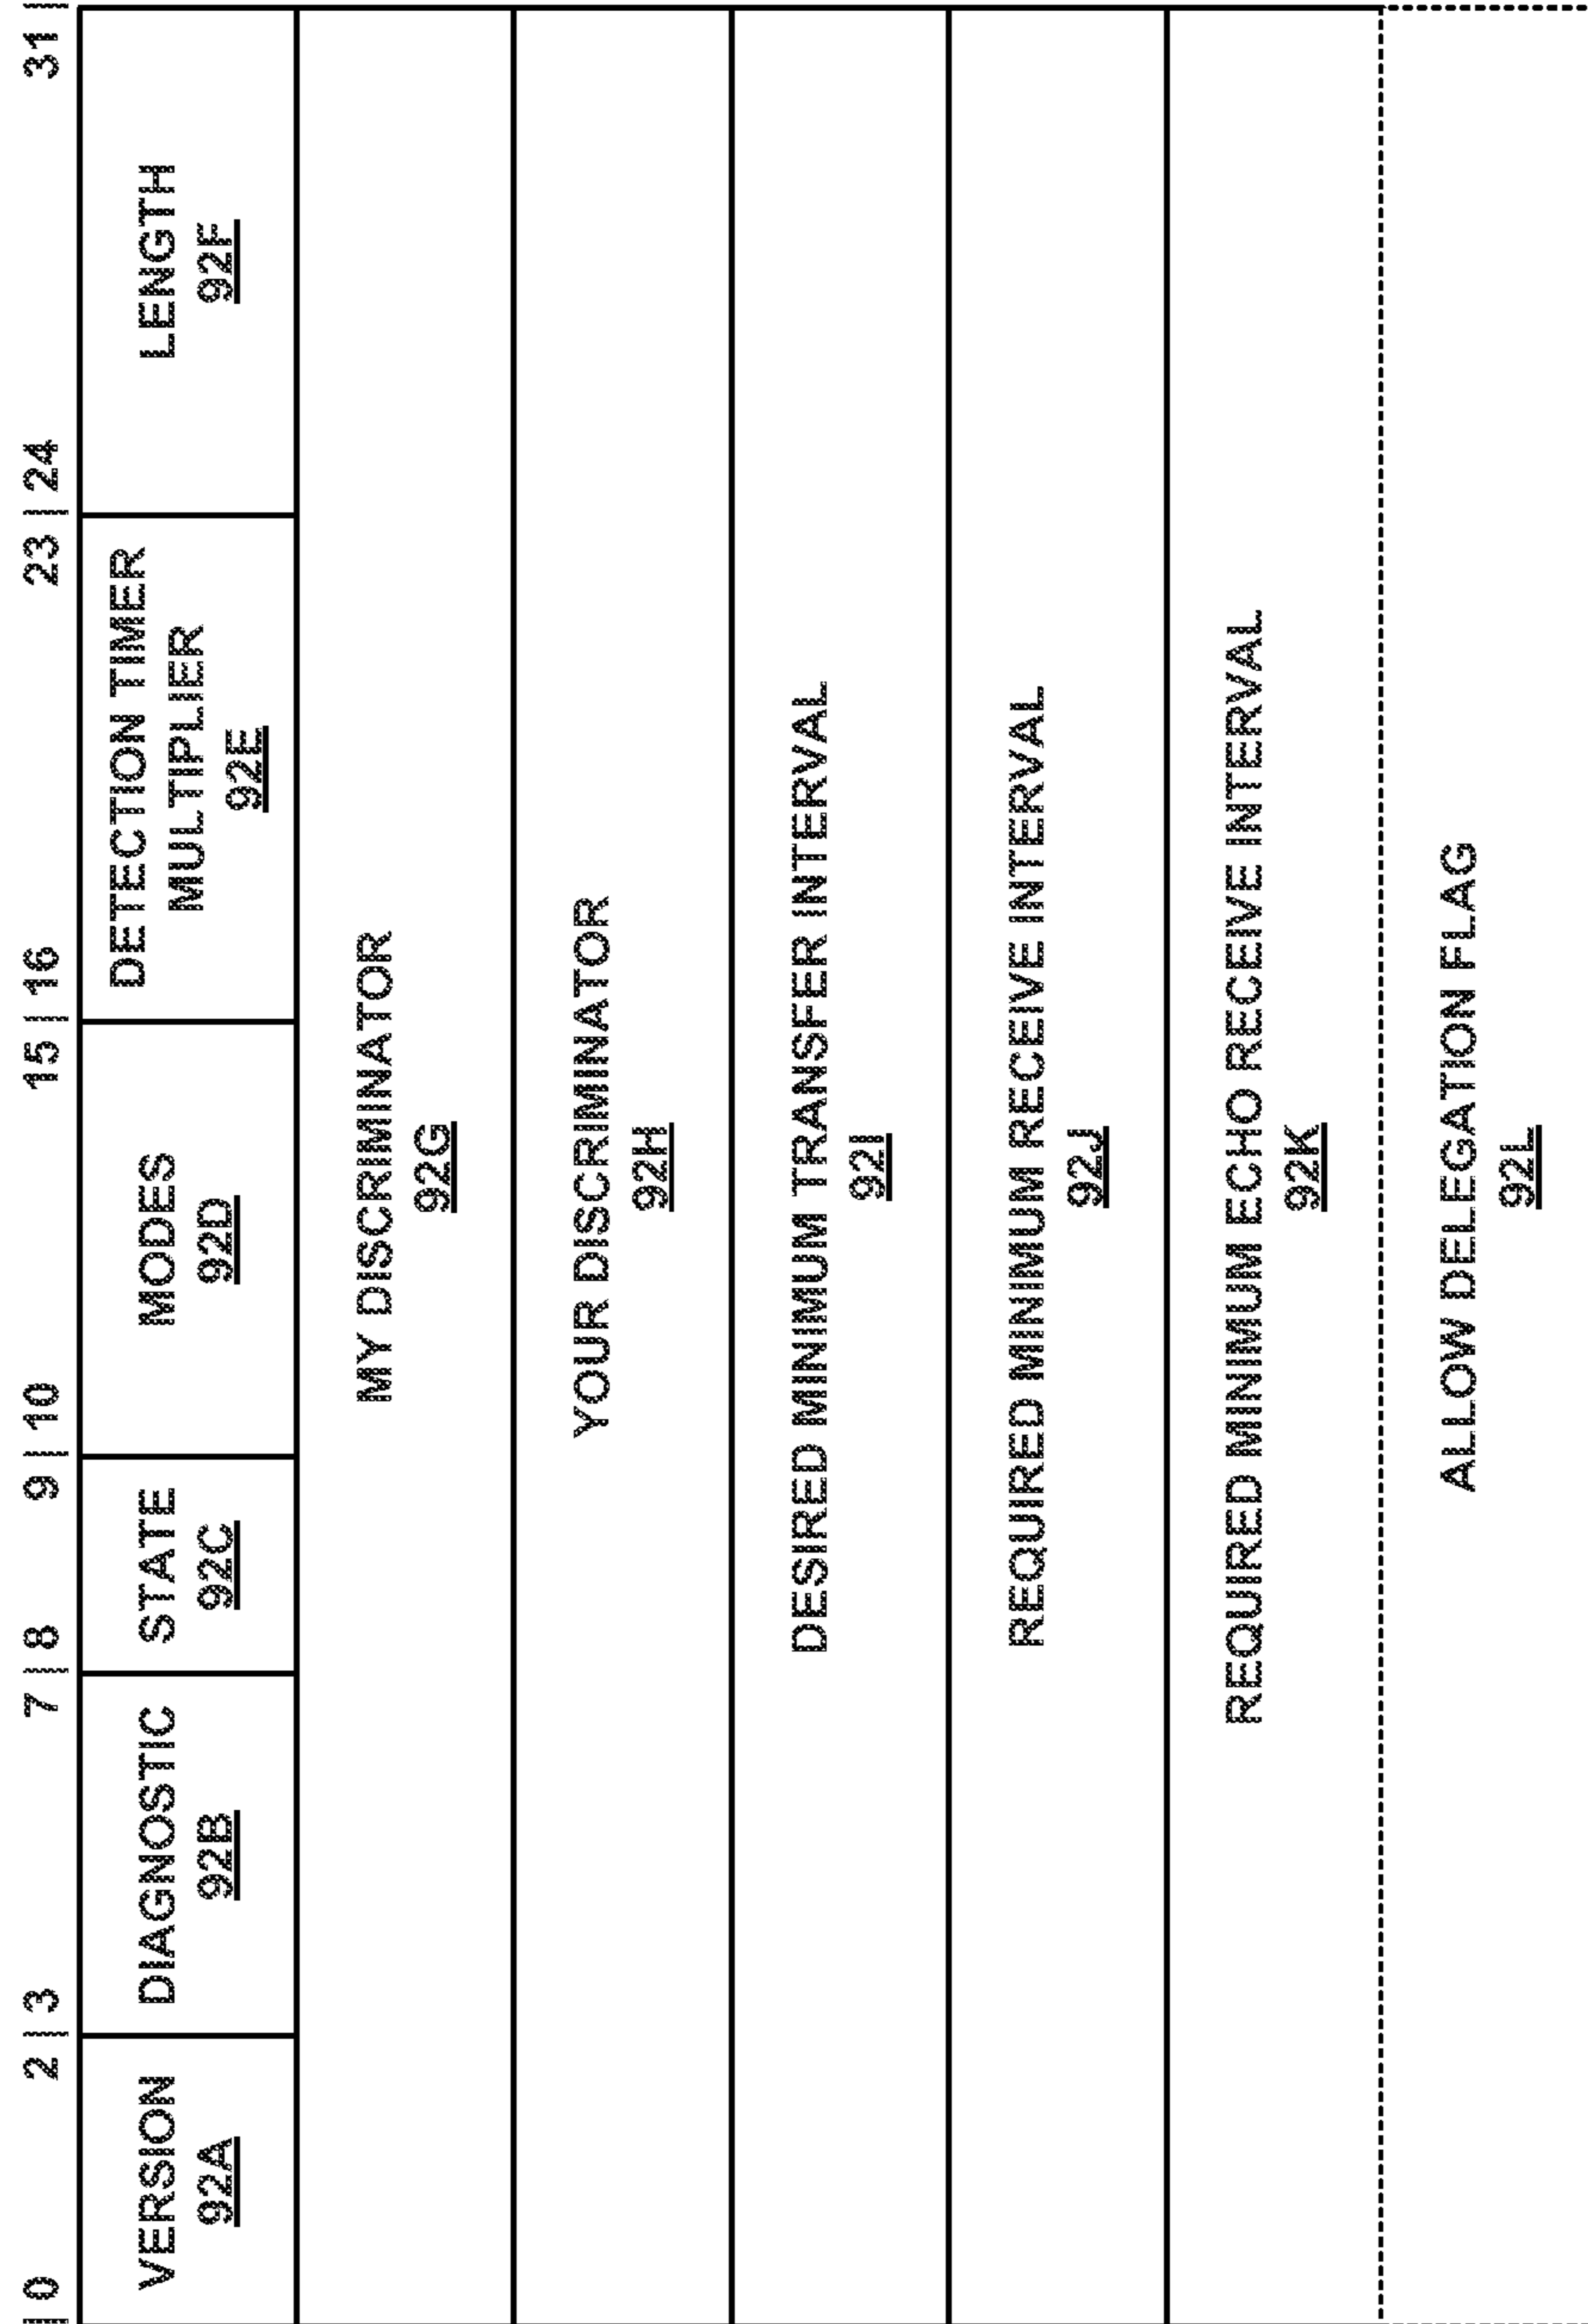 0 2 3 7 8 9 10 15 16 23 24 31
VERSION
92A
DIAGNOSTIC
92B
STATE
92C
MODES
92D
DETECTION TIMER
MULTIPLIER
92E
LENGTH
92F
MY DISCRIMINATOR
92G
YOUR DISCRIMINATOR
92H
DESIRED MINIMUM TRANSFER INTERVAL
92I
REQUIRED MINIMUM RECEIVE INTERVAL
92J
REQUIRED MINIMUM ECHO RECEIVE INTERVAL
92K
ALLOW DELEGATION FLAG
92L